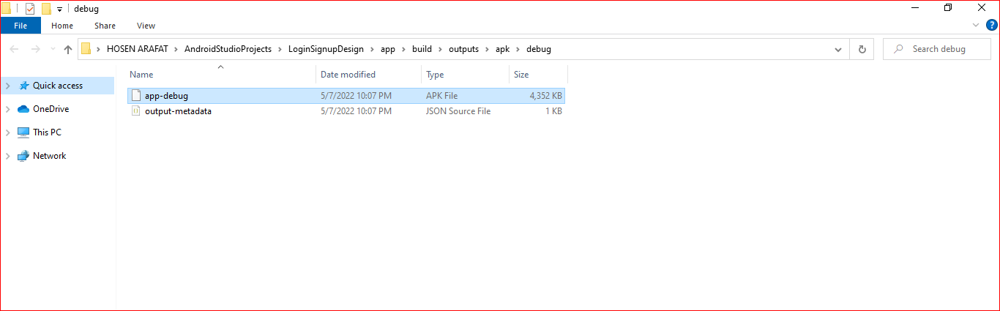 debug
File Home Share View
HOSEN ARAFAT > AndroidStudioProjects > LoginSignupDesign > app > build > outputs > apk > debug Search debug
Name Date modified Type Size
Quick access
app-debug 5/7/2022 10:07 PM APK File 4,352 KB
output-metadata 5/7/2022 10:07 PM JSON Source File 1 KB
OneDrive
This PC
Network